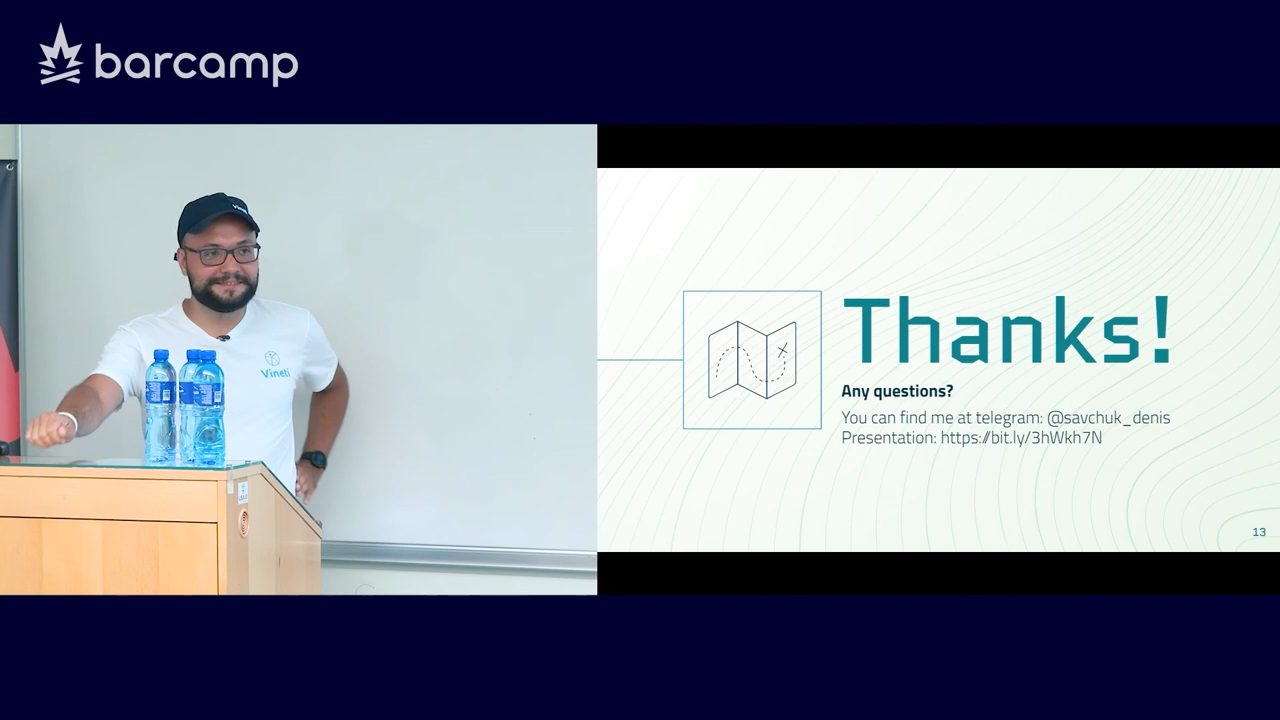 barcamp
Vineti
Thanks!
Any questions?
You can find me at telegram: @savchuk_denis
Presentation: https://bit.ly/3hWkh7N
13